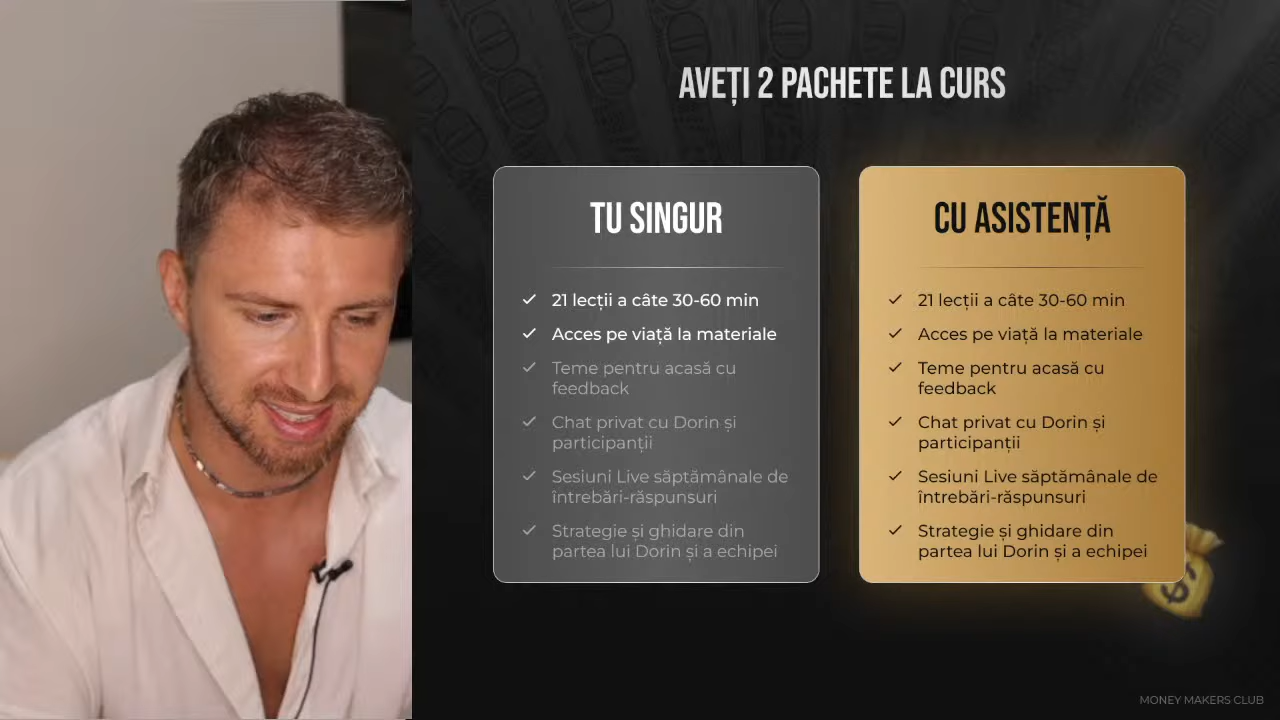 AVEȚI 2 PACHETE LA CURS
TU SINGUR
21 lecții a câte 30-60 min
Acces pe viață la materiale
Teme pentru acasă cu
feedback
Chat privat cu Dorin și
participanții
Sesiuni Live săptămânale de
întrebări-răspunsuri
Strategie și ghidare din
partea lui Dorin și a echipei
CU ASISTENȚĂ
21 lecții a câte 30-60 min
Acces pe viață la materiale
Teme pentru acasă cu
feedback
Chat privat cu Dorin și
participanții
Sesiuni Live săptămânale de
întrebări-răspunsuri
Strategie și ghidare din
partea lui Dorin și a echipei
MONEY MAKERS CLUB